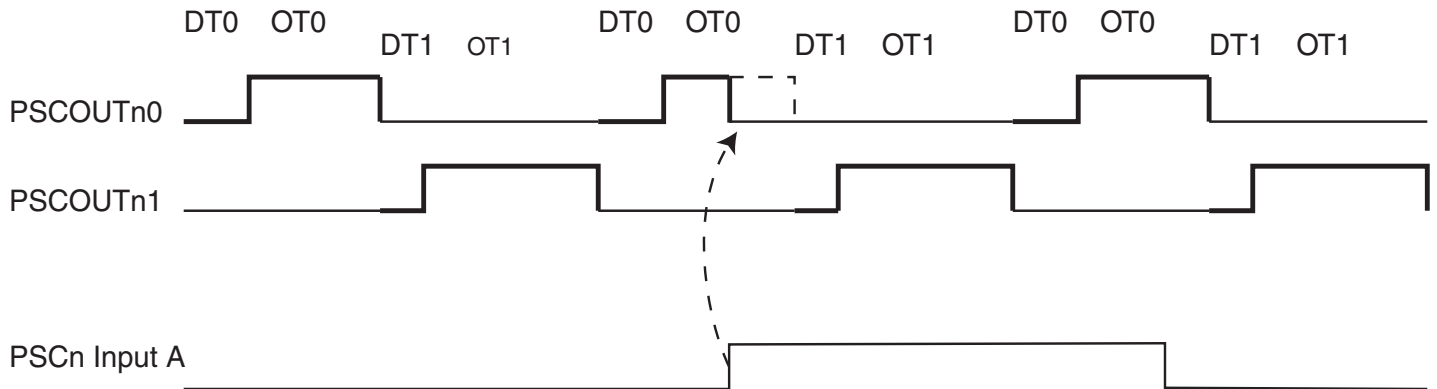 DT0 OT0 DT0 OT0 DT0 OT0
DT1 OT1 DT1 OT1 DT1 OT1
PSCOUTn0
PSCOUTn1
PSCn Input A